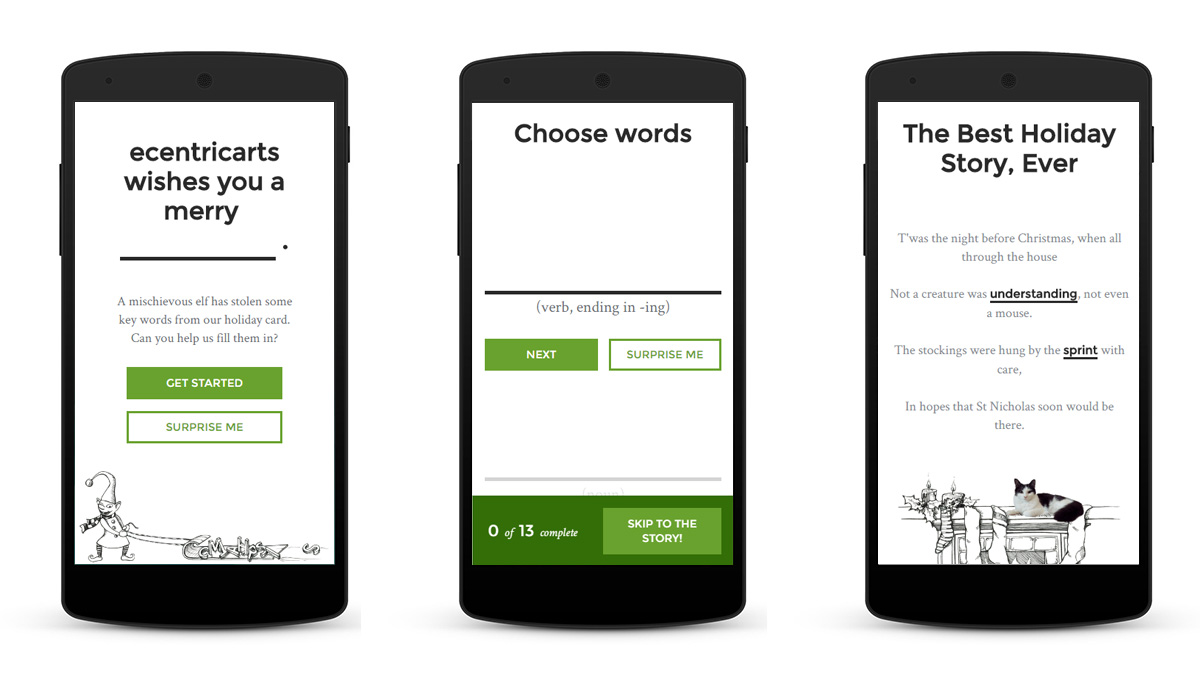 ecentricarts
wishes you a
merry
.
A mischievous elf has stolen some
key words from our holiday card.
Can you help us fill them in?
GET STARTED
SURPRISE ME
Choose words
(verb, ending in -ing)
NEXT
SURPRISE ME
(noun)
0 of 13 complete
SKIP TO THE
STORY!
The Best Holiday
Story, Ever
T'was the night before Christmas, when all
through the house
Not a creature was understanding, not even
a mouse.
The stockings were hung by the sprint with
care,
In hopes that St Nicholas soon would be
there.